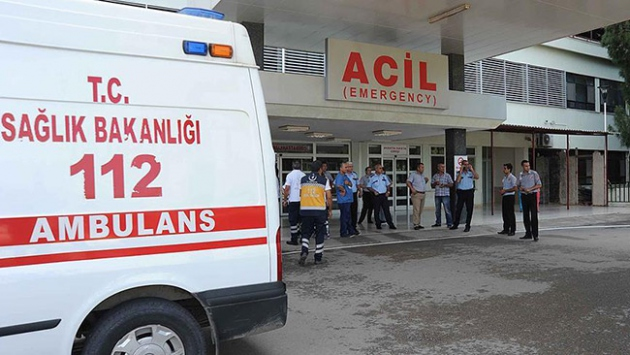 T.C.
SAĞLIK BAKANLIĞI
112
AMBULANS
ACİL
(EMERGENCY)